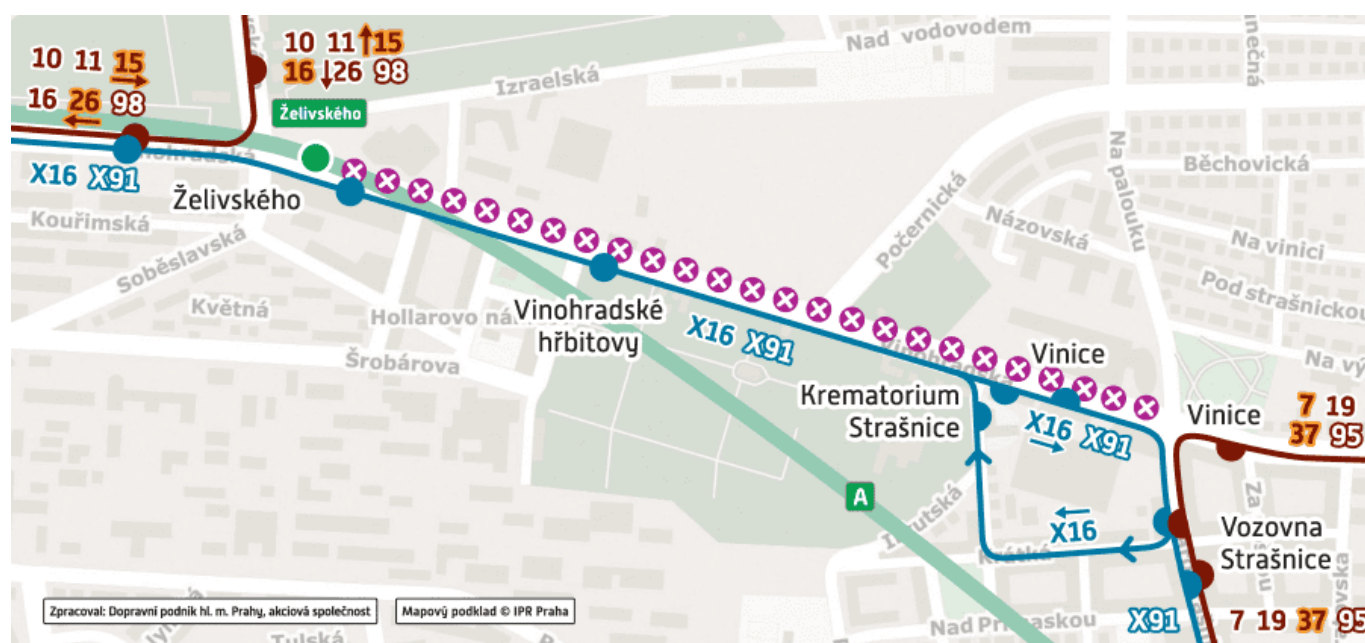 10 11 15
16 26 98
10 11 15
16 26 98
Želivského
X16 X91
Želivského
Izraelská
Nad vodovodem
Na palouku
Běchovická
Počernická
Názovská
Na vinici
Pod strašnickou
Kouřimská
Soběslavská
Květná
Hollarovo
Šrobárova
Vinohradské
hřbitovy
X16 X91
Vinohradská
Vinice
Krematorium
Strašnice
X16 X91
Vinice
7 19
37 95
A
X16
Krátká
Vozovna
Strašnice
X91
7 19 37 95
Zpracoval: Dopravní podnik hl. m. Prahy, akciová společnost
Mapový podklad © IPR Praha
Tulská